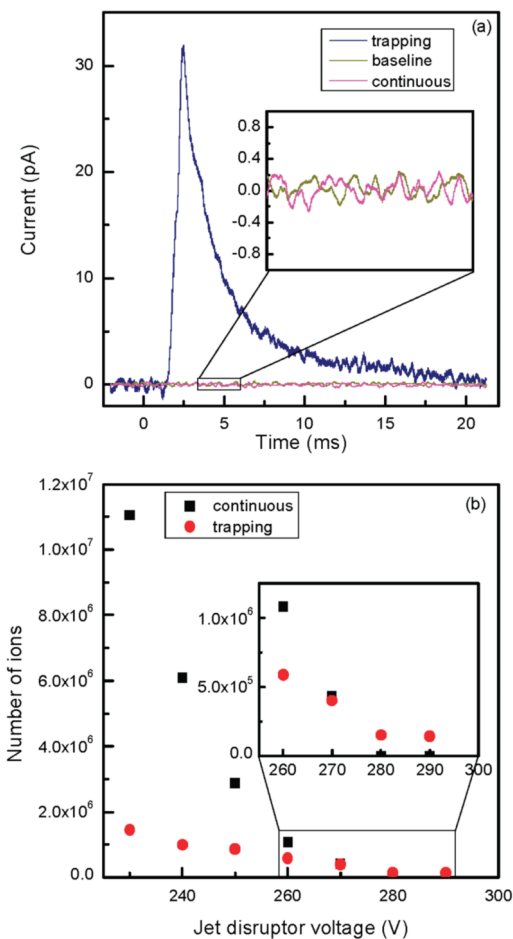 (a)
trapping
baseline
continuous
30
20
10
0
Current (pA)
0.8
0.4
0.0
-0.4
-0.8
0 5 10 15 20
Time (ms)
(b)
continuous
trapping
1.2x10⁷
1.0x10⁷
8.0x10⁶
6.0x10⁶
4.0x10⁶
2.0x10⁶
0.0
Number of ions
1.0x10⁶
5.0x10⁵
0.0
260 270 280 290 300
240 260 280 300
Jet disruptor voltage (V)